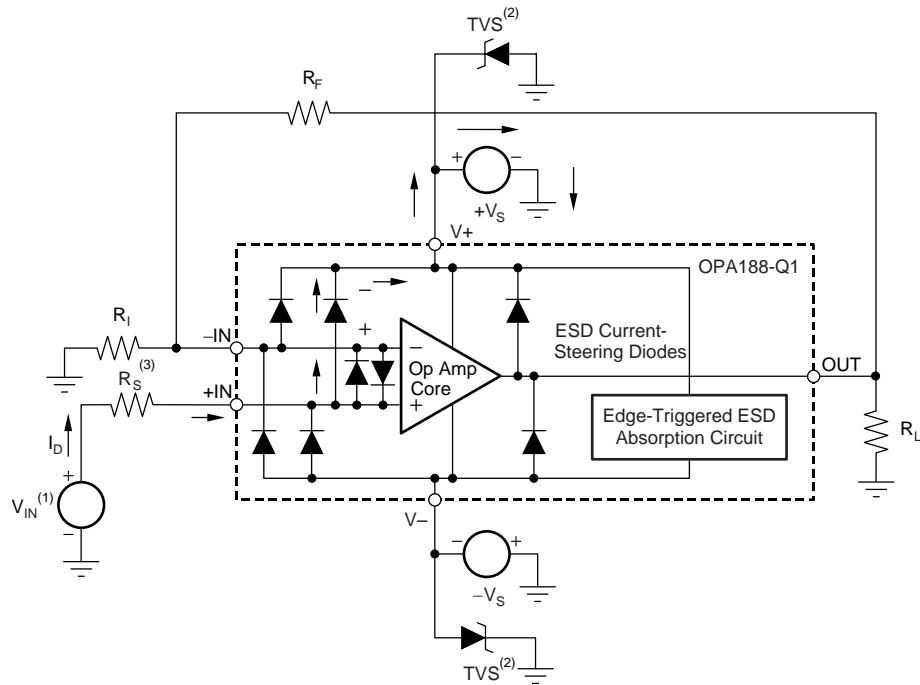 TVS(2)
RF
+ −
+VS
V+
OPA188-Q1
−
+
RI
−IN
−
ESD Current-
Steering Diodes
Op Amp
Core
OUT
RS(3)
+IN
+
Edge-Triggered ESD
Absorption Circuit
ID
RL
+
VIN(1)
−
V−
− +
−VS
TVS(2)